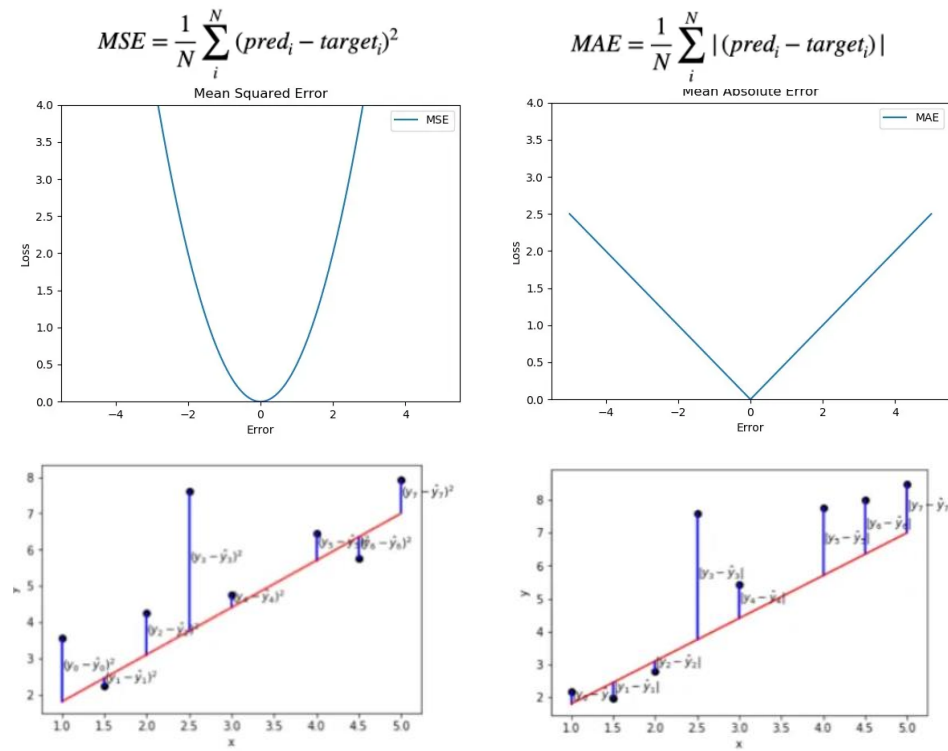 MSE = 1/N ∑_i^N (pred_i − target_i)^2
MAE = 1/N ∑_i^N |(pred_i − target_i)|
Mean Squared Error
MSE
4.0
3.5
3.0
2.5
2.0
1.5
1.0
0.5
0.0
Loss
−4 −2 0 2 4
Error
Mean Absolute Error
MAE
4.0
3.5
3.0
2.5
2.0
1.5
1.0
0.5
0.0
Loss
−4 −2 0 2 4
Error
8
7
6
5
4
3
2
y
(y_0 − ŷ_0)^2
(y_1 − ŷ_1)^2
(y_2 − ŷ_2)^2
(y_3 − ŷ_3)^2
(y_4 − ŷ_4)^2
(y_5 −
− ŷ_6)^2
(y_7 − ŷ_7)^2
1.0 1.5 2.0 2.5 3.0 3.5 4.0 4.5 5.0
x
8
7
6
5
4
3
2
y
|y_1 − ŷ_1|
|y_2 − ŷ_2|
|y_3 − ŷ_3|
|y_4 − ŷ_4|
|y_5 − ŷ_5|
|y_6 − ŷ_6|
|y_7 − ŷ_7
1.0 1.5 2.0 2.5 3.0 3.5 4.0 4.5 5.0
x